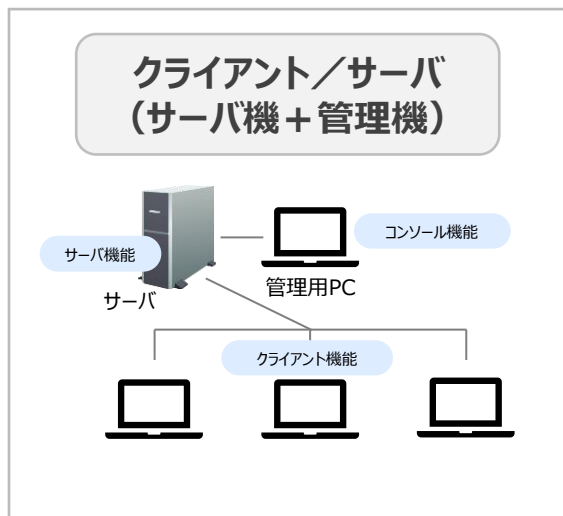 クライアント／サーバ
（サーバ機＋管理機）
サーバ機能
コンソール機能
サーバ
管理用PC
クライアント機能